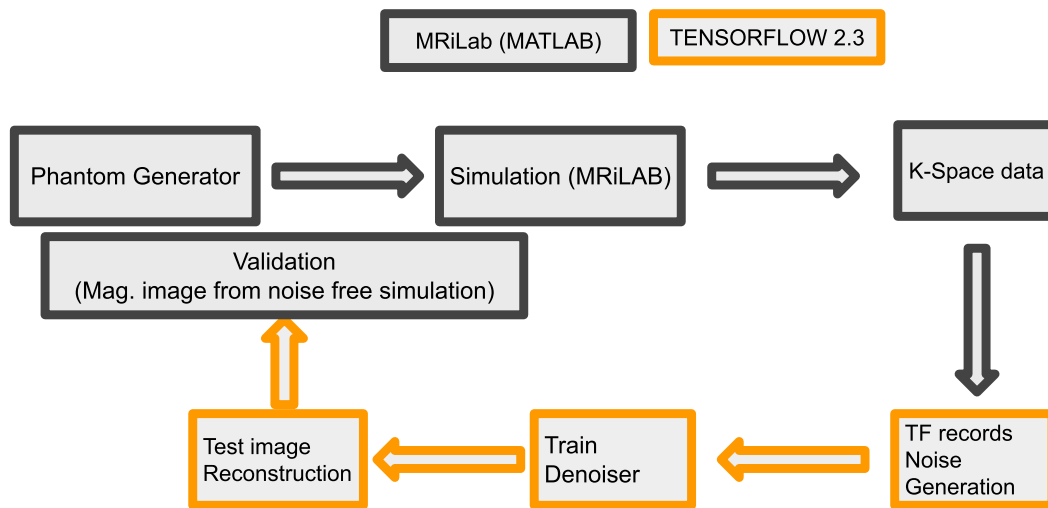 MRiLab (MATLAB)
TENSORFLOW 2.3
Phantom Generator
Simulation (MRiLAB)
K-Space data
Validation
(Mag. image from noise free simulation)
Test image
Reconstruction
Train
Denoiser
TF records
Noise
Generation